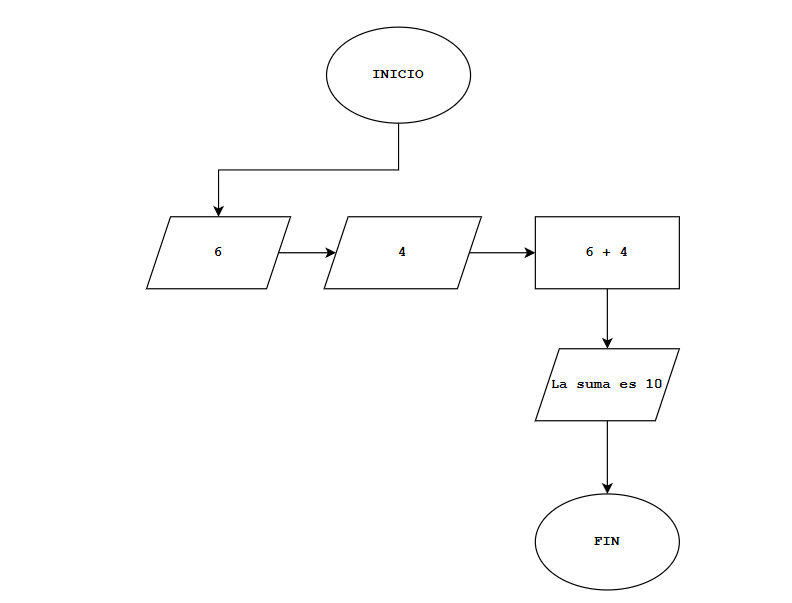 INICIO
6
4
6 + 4
La suma es 10
FIN